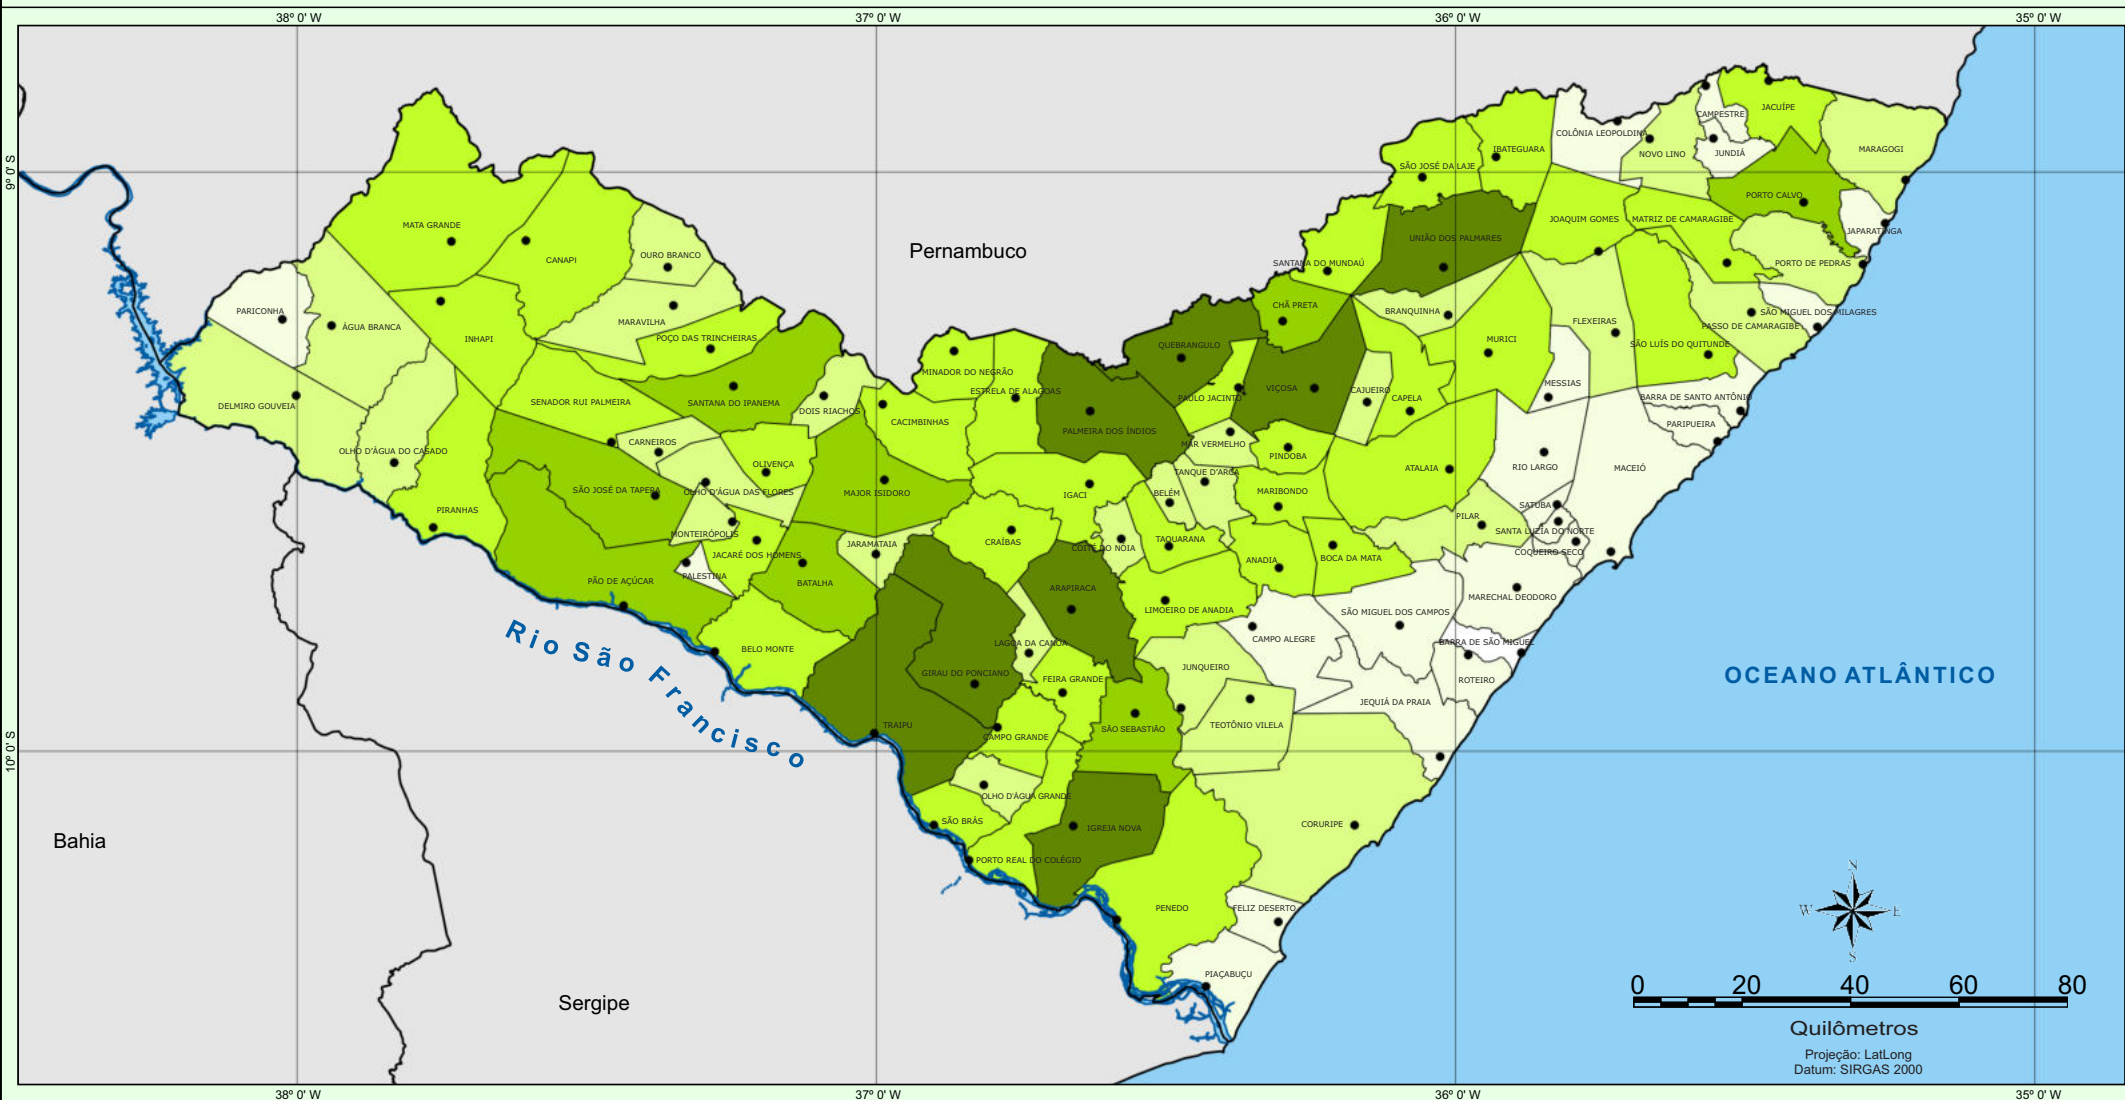 38º 0' W
37º 0' W
36º 0' W
35º 0' W
9º 0' S
10º 0' S
Pernambuco
Bahia
Sergipe
Rio São Francisco
OCEANO ATLÂNTICO
MATA GRANDE
CANAPI
OURO BRANCO
PARICONHA
ÁGUA BRANCA
INHAPI
MARAVILHA
POÇO DAS TRINCHEIRAS
DELMIRO GOUVEIA
SENADOR RUI PALMEIRA
SANTANA DO IPANEMA
DOIS RIACHOS
OLHO D'ÁGUA DO CASADO
CARNEIROS
OLIVENÇA
SÃO JOSÉ DA TAPERA
OLHO D'ÁGUA DAS FLORES
MAJOR ISIDORO
PIRANHAS
MONTEIRÓPOLIS
JACARÉ DOS HOMENS
JARAMATAIA
PALESTINA
PÃO DE AÇÚCAR
BATALHA
BELO MONTE
MINADOR DO NEGRÃO
ESTRELA DE ALAGOAS
CACIMBINHAS
PALMEIRA DOS ÍNDIOS
QUEBRANGULO
PAULO JACINTO
VIÇOSA
CHÃ PRETA
SANTANA DO MUNDAÚ
SÃO JOSÉ DA LAJE
IBATEGUARA
UNIÃO DOS PALMARES
COLÔNIA LEOPOLDINA
NOVO LINO
CAMPESTRE
JUNDIÁ
JACUÍPE
MARAGOGI
PORTO CALVO
JAPARATINGA
JOAQUIM GOMES
MATRIZ DE CAMARAGIBE
PORTO DE PEDRAS
SÃO MIGUEL DOS MILAGRES
PASSO DE CAMARAGIBE
BRANQUINHA
FLEXEIRAS
MURICI
SÃO LUÍS DO QUITUNDE
CAJUEIRO
CAPELA
MESSIAS
BARRA DE SANTO ANTÔNIO
PARIPUEIRA
MAR VERMELHO
PINDOBA
ATALAIA
RIO LARGO
MACEIÓ
TANQUE D'ARCA
BELÉM
MARIBONDO
IGACI
PILAR
SATUBA
SANTA LUZIA DO NORTE
COQUEIRO SECO
CRAÍBAS
COITÉ DO NÓIA
TAQUARANA
ANADIA
BOCA DA MATA
ARAPIRACA
LIMOEIRO DE ANADIA
MARECHAL DEODORO
SÃO MIGUEL DOS CAMPOS
CAMPO ALEGRE
BARRA DE SÃO MIGUEL
LAGOA DA CANOA
JUNQUEIRO
ROTEIRO
GIRAU DO PONCIANO
FEIRA GRANDE
JEQUIÁ DA PRAIA
TRAIPU
CAMPO GRANDE
SÃO SEBASTIÃO
TEOTÔNIO VILELA
OLHO D'ÁGUA GRANDE
SÃO BRÁS
IGREJA NOVA
CORURIPE
PORTO REAL DO COLÉGIO
PENEDO
FELIZ DESERTO
PIAÇABUÇU
N
W E
S
0 20 40 60 80
Quilômetros
Projeção: LatLong
Datum: SIRGAS 2000
38º 0' W
37º 0' W
36º 0' W
35º 0' W